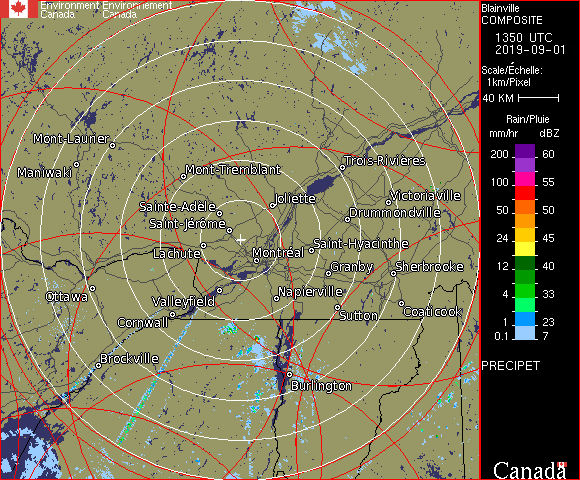 Environment Environnement
Canada Canada
Blainville
COMPOSITE
1350 UTC
2019-09-01
Scale/Échelle:
1km/Pixel
40 KM
Rain/Pluie
mm/hr dBZ
200 60
100 55
50 50
24 45
12 40
4 33
1 23
0.1 7
PRECIPET
Canada
Mont-Laurier
Maniwaki
Mont-Tremblant
Trois-Rivières
Joliette
Victoriaville
Sainte-Adèle
Drummondville
Saint-Jérôme
Lachute
Montréal
Saint-Hyacinthe
Granby
Sherbrooke
Ottawa
Valleyfield
Napierville
Cornwall
Sutton
Coaticook
Brockville
Burlington